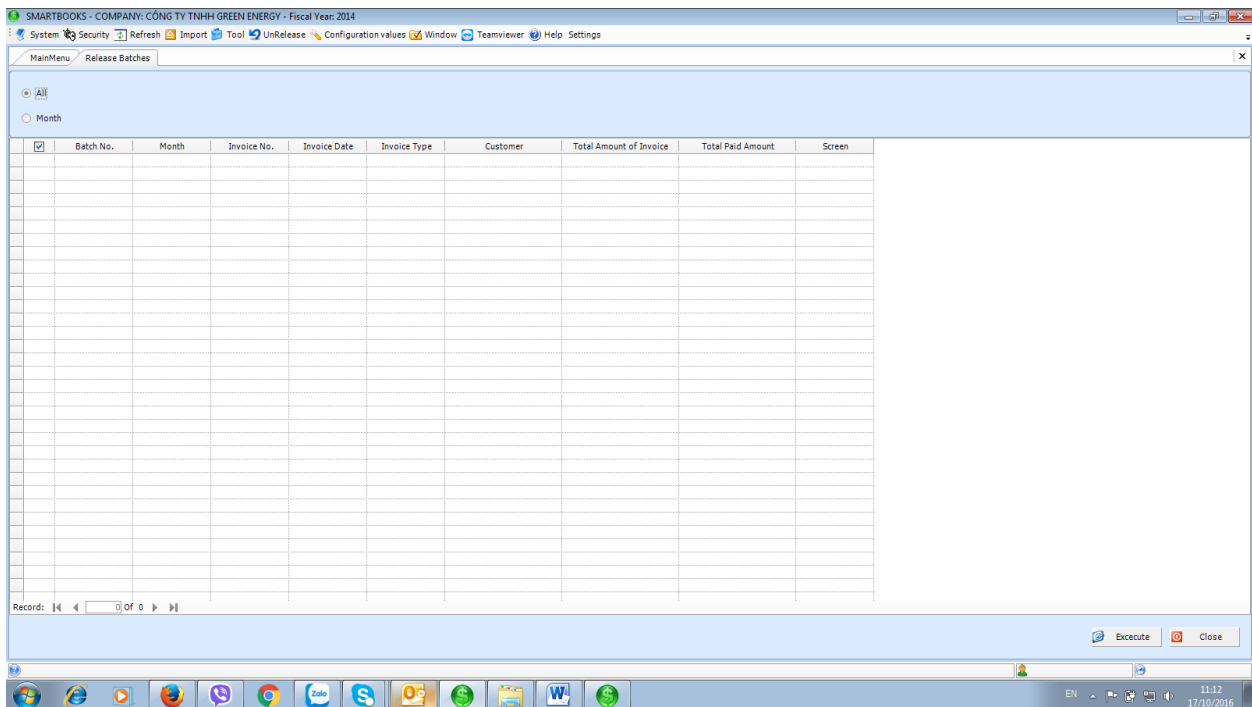 SMARTBOOKS - COMPANY: CÔNG TY TNHH GREEN ENERGY - Fiscal Year: 2014
System Security Refresh Import Tool UnRelease Configuration values Window Teamviewer Help Settings
MainMenu Release Batches
All
Month
Batch No. Month Invoice No. Invoice Date Invoice Type Customer Total Amount of Invoice Total Paid Amount Screen
Record: 0 Of 0
Excecute Close
Zalo
EN 11:12
17/10/2016